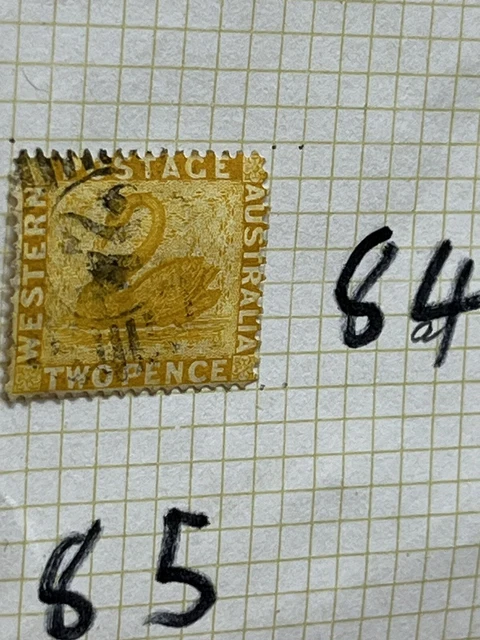 POSTAGE
WESTERN
AUSTRALIA
TWO PENCE
84
85